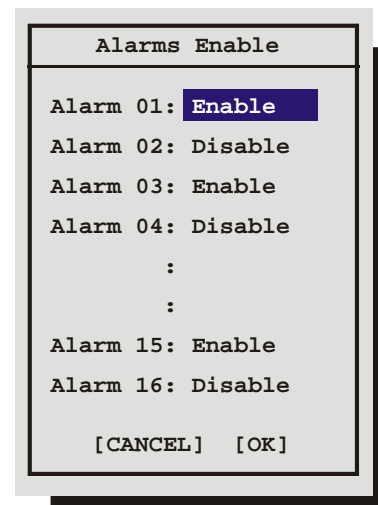 Alarms Enable
Alarm 01: Enable
Alarm 02: Disable
Alarm 03: Enable
Alarm 04: Disable
:
:
Alarm 15: Enable
Alarm 16: Disable
[CANCEL] [OK]